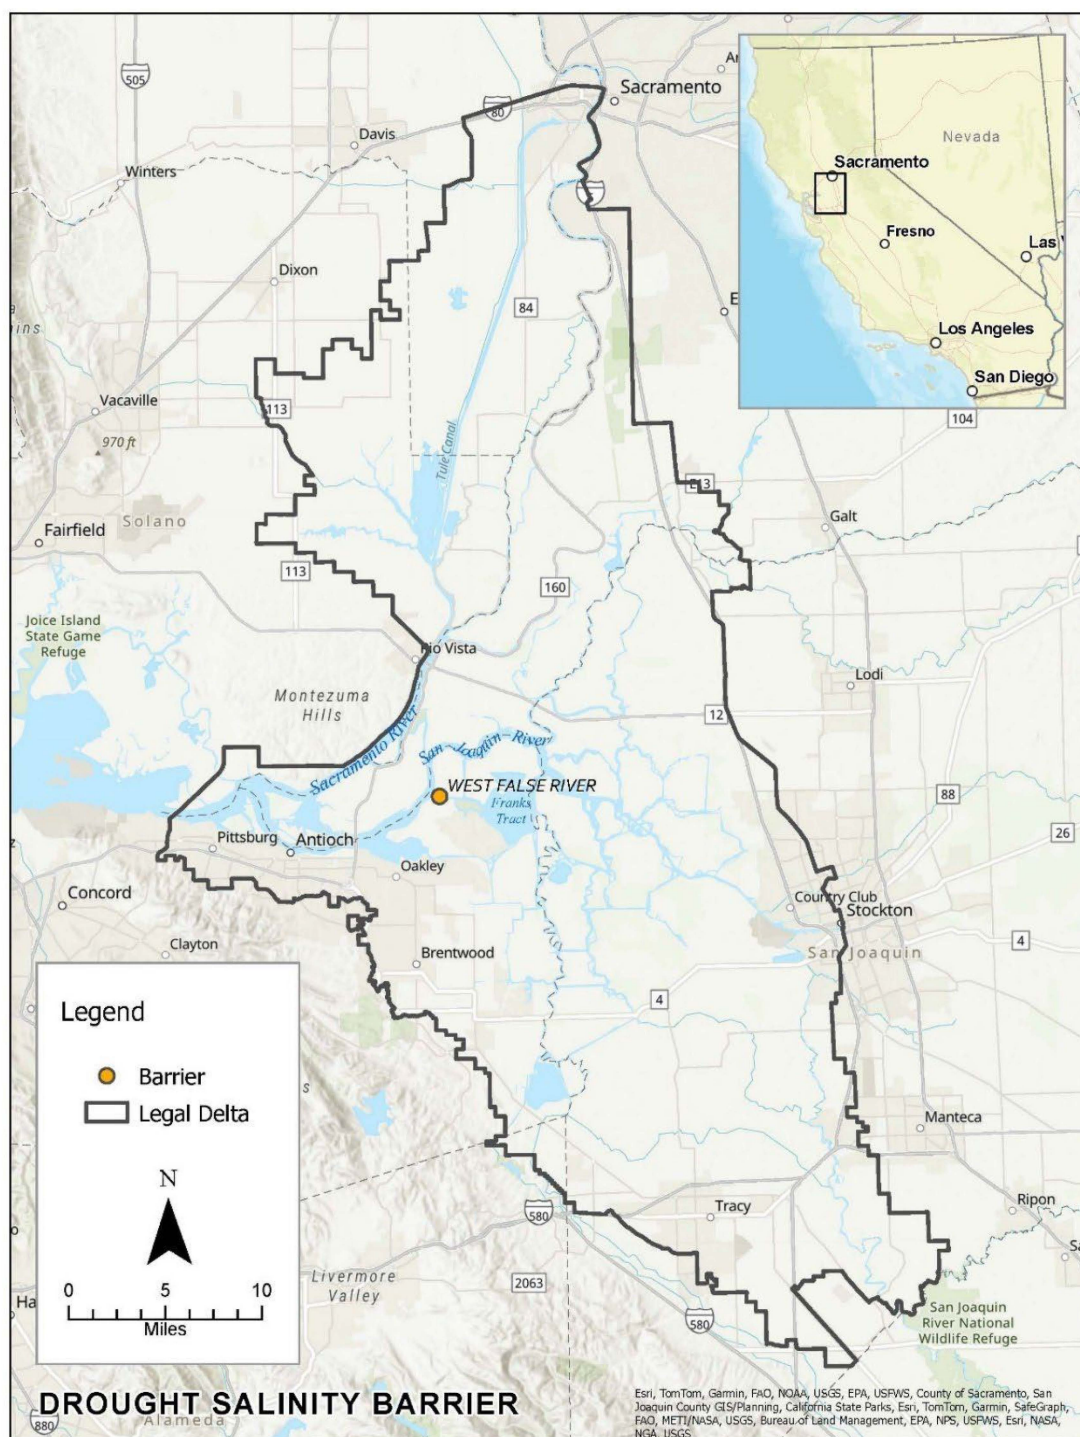 505
80
Sacramento
Davis
Winters
5
Nevada
Sacramento
Fresno
Las
Los Angeles
San Diego
Dixon
84
113
Vacaville
970 ft
Tule Canal
104
E13
Solano
Galt
Fairfield
113
160
Joice Island
State Game
Refuge
Rio Vista
Lodi
Montezuma
Hills
12
Sacramento River
San Joaquin River
WEST FALSE RIVER
Franks
Tract
88
26
Pittsburg
Antioch
Oakley
Concord
Country Club
Stockton
Clayton
Brentwood
San Joaquin
4
4
Legend
Barrier
Legal Delta
N
0 5 10
Miles
Manteca
580
Tracy
Ripon
Livermore
Valley
2063
580
San Joaquin
River National
Wildlife Refuge
DROUGHT SALINITY BARRIER
Alameda
880
Esri, TomTom, Garmin, FAO, NOAA, USGS, EPA, USFWS, County of Sacramento, San
Joaquin County GIS/Planning, California State Parks, Esri, TomTom, Garmin, SafeGraph,
FAO, METI/NASA, USGS, Bureau of Land Management, EPA, NPS, USFWS, Esri, NASA,
NGA, USGS